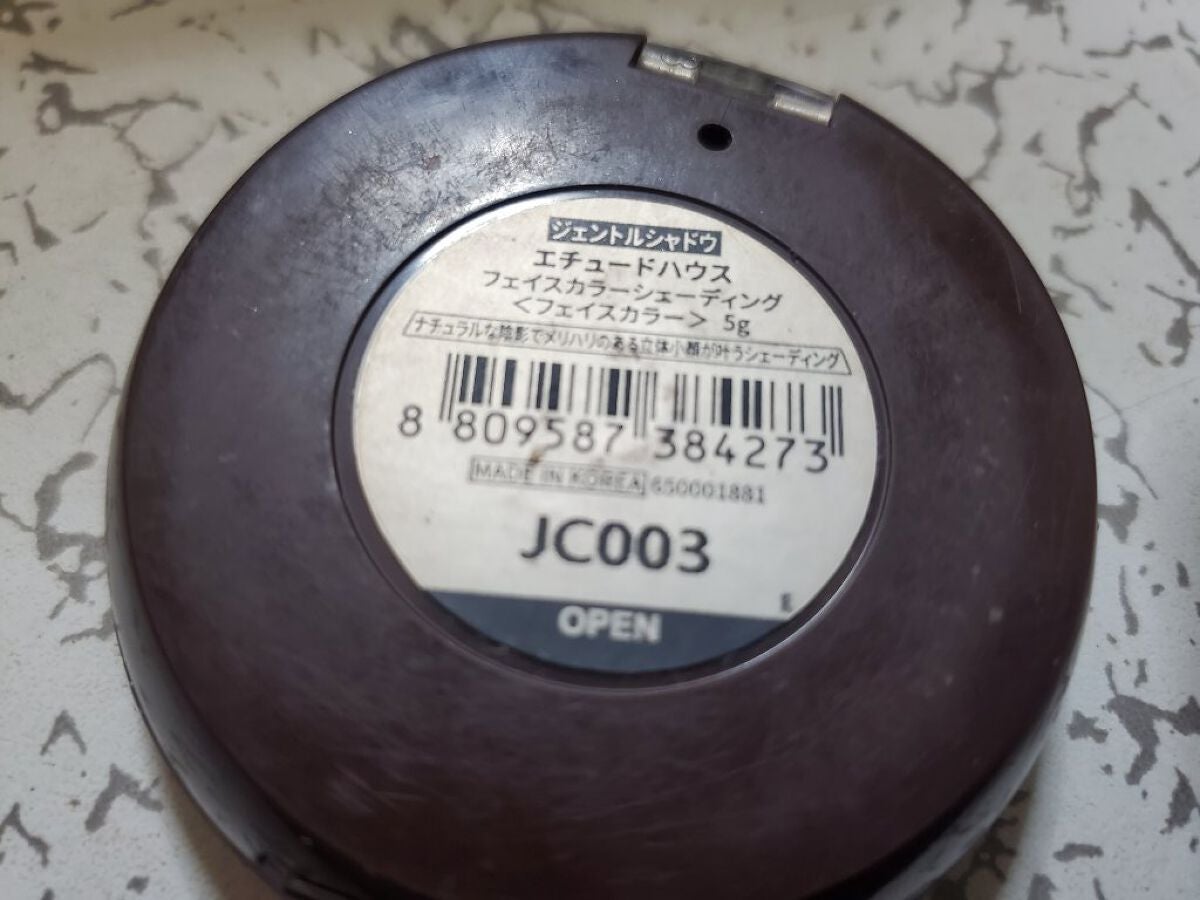 ジェントルシャドウ
エチュードハウス
フェイスカラーシェーディング
<フェイスカラー> 5g
ナチュラルな陰影でメリハリのある立体小顔が叶うシェーディング
8 809587 384273
MADE IN KOREA 650001881
JC003
E
OPEN